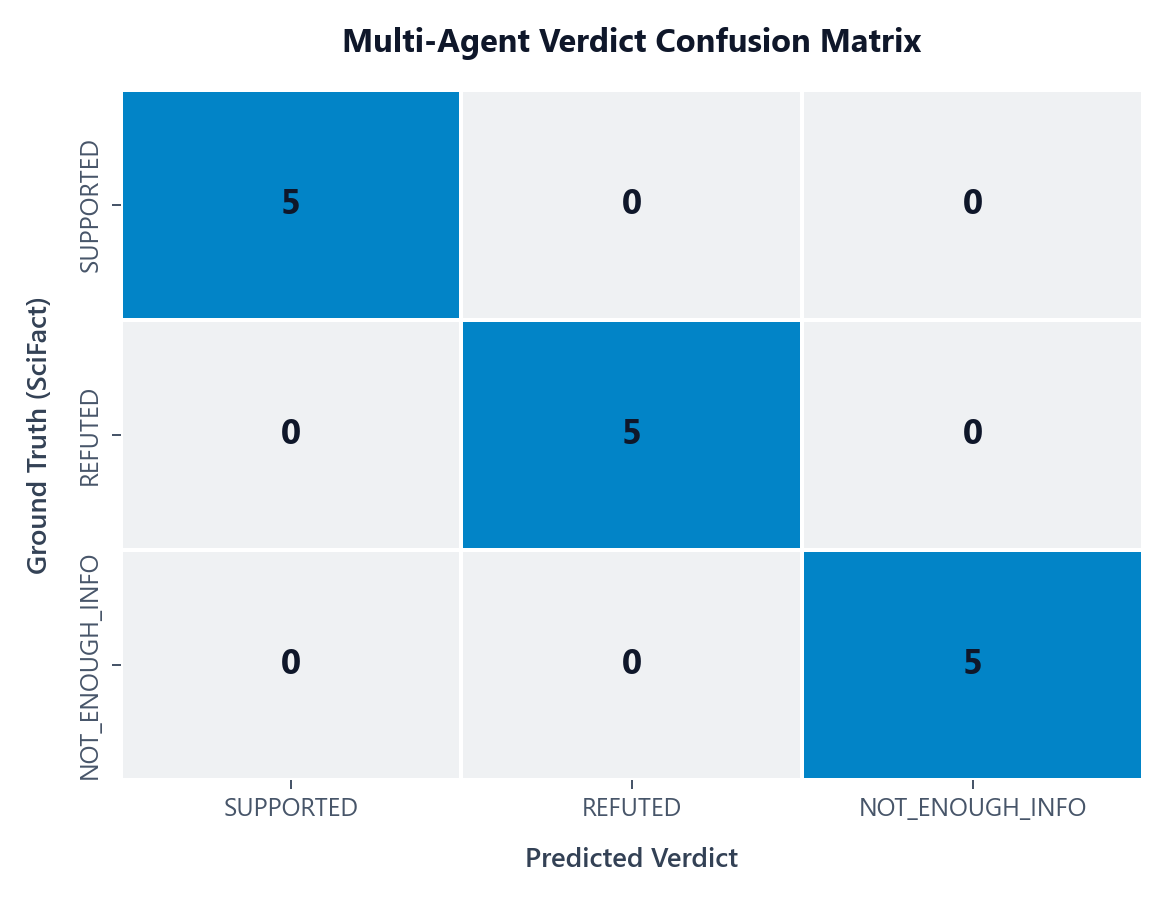 Multi-Agent Verdict Confusion Matrix
Ground Truth (SciFact)
SUPPORTED
5 0 0
REFUTED
0 5 0
NOT_ENOUGH_INFO
0 0 5
SUPPORTED REFUTED NOT_ENOUGH_INFO
Predicted Verdict